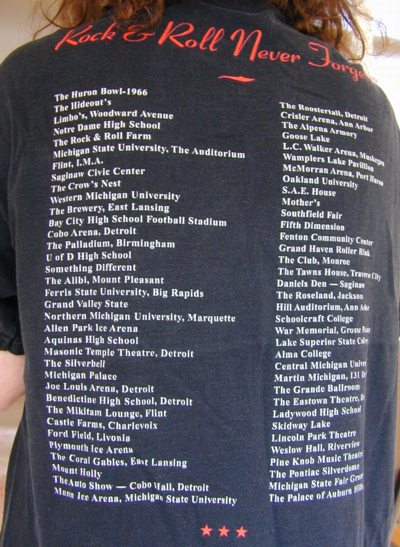 Rock & Roll Never
The Huron Bowl-1966
The Hideout's
Limbo's, Woodward Avenue
Notre Dame High School
The Rock & Roll Farm
Michigan State University, The Auditorium
Flint, I.M.A.
Saginaw Civic Center
The Crow's Nest
Western Michigan University
The Brewery, East Lansing
Bay City High School Football Stadium
Cobo Arena, Detroit
The Palladium, Birmingham
U of D High School
Something Different
The Alibi, Mount Pleasant
Ferris State University, Big Rapids
Grand Valley State
Northern Michigan University, Marquette
Allen Park Ice Arena
Aquinas High School
Masonic Temple Theatre, Detroit
The Silverbell
Michigan Palace
Joe Louis Arena, Detroit
Benedictine High School, Detroit
The Mikitam Lounge, Flint
Castle Farms, Charlevoix
Ford Field, Livonia
Plymouth Ice Arena
The Coral Gables, East Lansing
Mount Holly
TheAuto Show — Cobo Hall, Detroit
Munn Ice Arena, Michigan State University
The Roostertail, Detroit
Crisler Arena, Ann Arbor
The Alpena Armory
Goose Lake
L.C. Walker Arena, Muskegon
Wamplers Lake Pavillion
McMorran Arena, Port Huron
Oakland University
S.A.E. House
Mother's
Southfield Fair
Fifth Dimension
Fenton Community Center
Grand Haven Roller Rink
The Club, Monroe
The Tawns House, Traverse City
Daniels Den — Saginaw
The Roseland, Jackson
Hill Auditorium, Ann Arbor
Schoolcraft College
War Memorial, Grosse Pointe
Lake Superior State
Alma College
Central Michigan
Martin Michigan, 131
The Grande Ballroom
The Eastown Theatre,
Ladywood High School
Skidway Lake
Lincoln Park Theatre
Weslow Hall, Riverview
Pine Knob Music Theatre
The Pontiac Silverdome
Michigan State Fair
The Palace of Auburn Hills